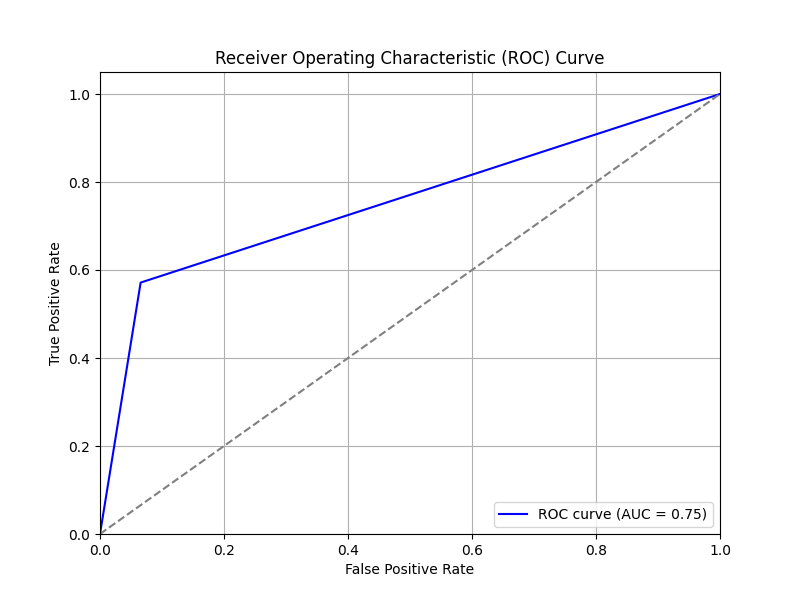 Receiver Operating Characteristic (ROC) Curve
True Positive Rate
1.0
0.8
0.6
0.4
0.2
0.0
ROC curve (AUC = 0.75)
0.0 0.2 0.4 0.6 0.8 1.0
False Positive Rate